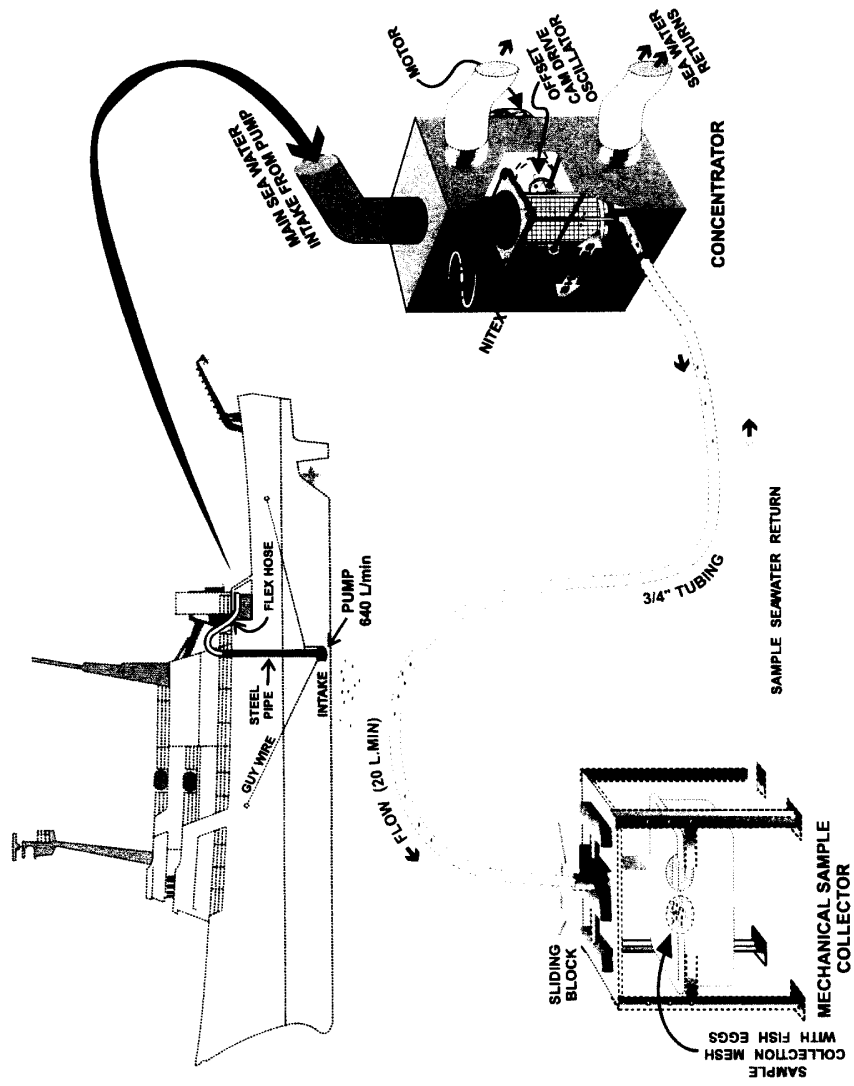 GUY WIRE
STEEL
PIPE
INTAKE
FLEX HOSE
PUMP
640 L/min
MAIN SEA WATER
INTAKE FROM PUMP
MOTOR
OFFSET
CAM DRIVE
OSCILLATOR
SEA WATER
RETURNS
NITEX
CONCENTRATOR
FLOW (20 L.MIN)
3/4" TUBING
SAMPLE SEAWATER RETURN
SLIDING
BLOCK
SAMPLE
COLLECTION MESH
WITH FISH EGGS
MECHANICAL SAMPLE
COLLECTOR